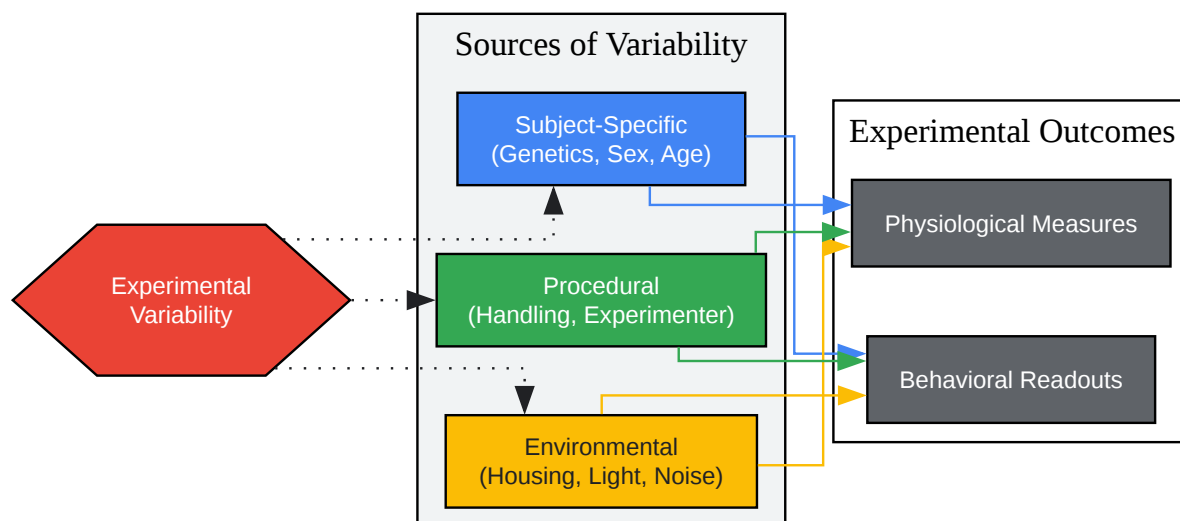 Sources of Variability
Subject-Specific
(Genetics, Sex, Age)
Experimental Outcomes
Physiological Measures
Experimental
Variability
Procedural
(Handling, Experimenter)
Behavioral Readouts
Environmental
(Housing, Light, Noise)